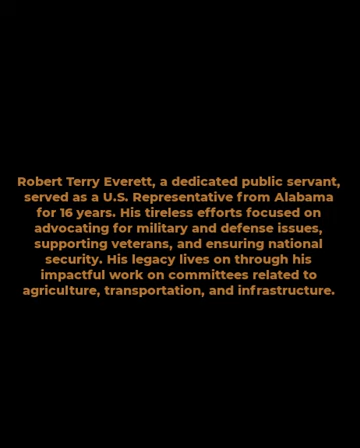 Robert Terry Everett, a dedicated public servant,
served as a U.S. Representative from Alabama
for 16 years. His tireless efforts focused on
advocating for military and defense issues,
supporting veterans, and ensuring national
security. His legacy lives on through his
impactful work on committees related to
agriculture, transportation, and infrastructure.